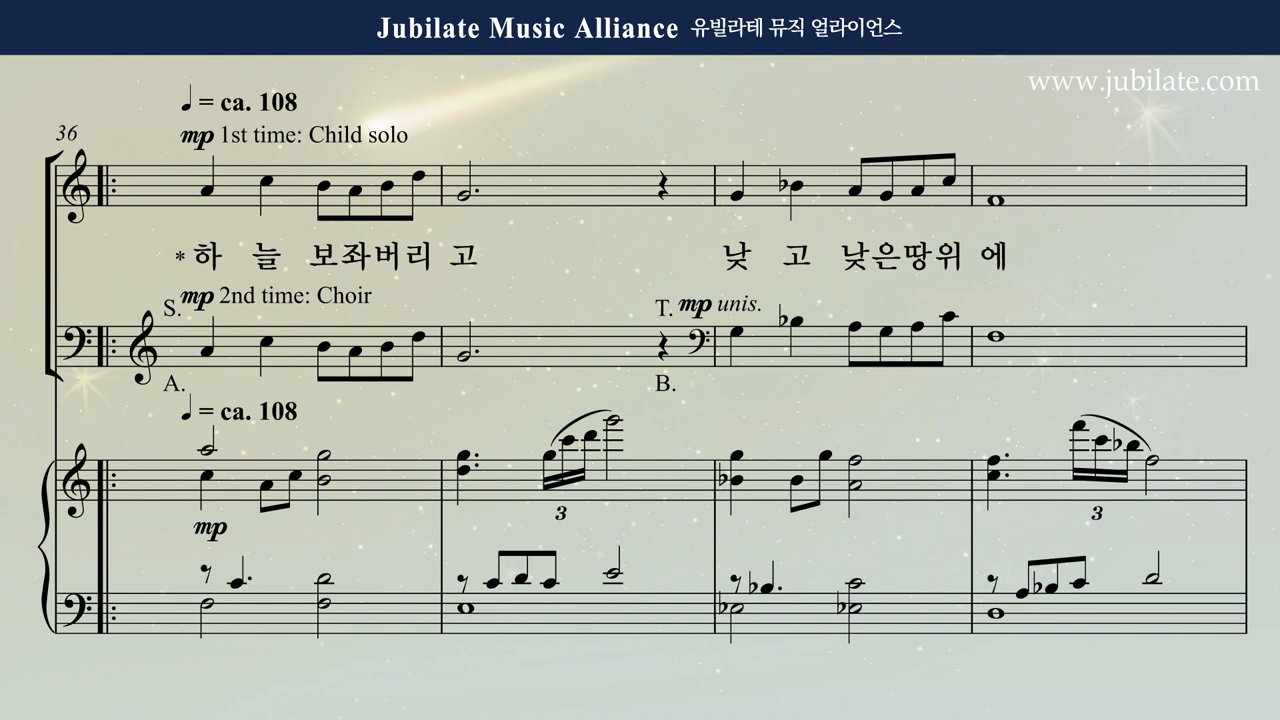 Jubilate Music Alliance 유빌라테 뮤직 얼라이언스
www.jubilate.com
♩ = ca. 108
36
mp 1st time: Child solo
*하 늘 보좌버리 고 낮 고 낮은땅위 에
S. mp 2nd time: Choir T. mp unis.
A. B.
♩ = ca. 108
3 3
mp